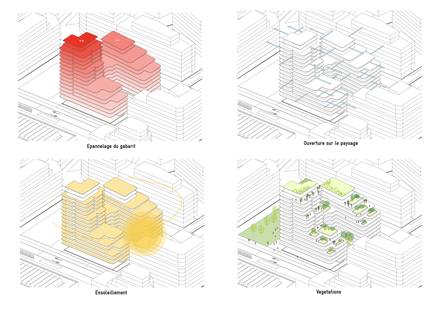 Epannelage du gabarit
Ouverture sur le paysage
Ensoleillement
Vegetations